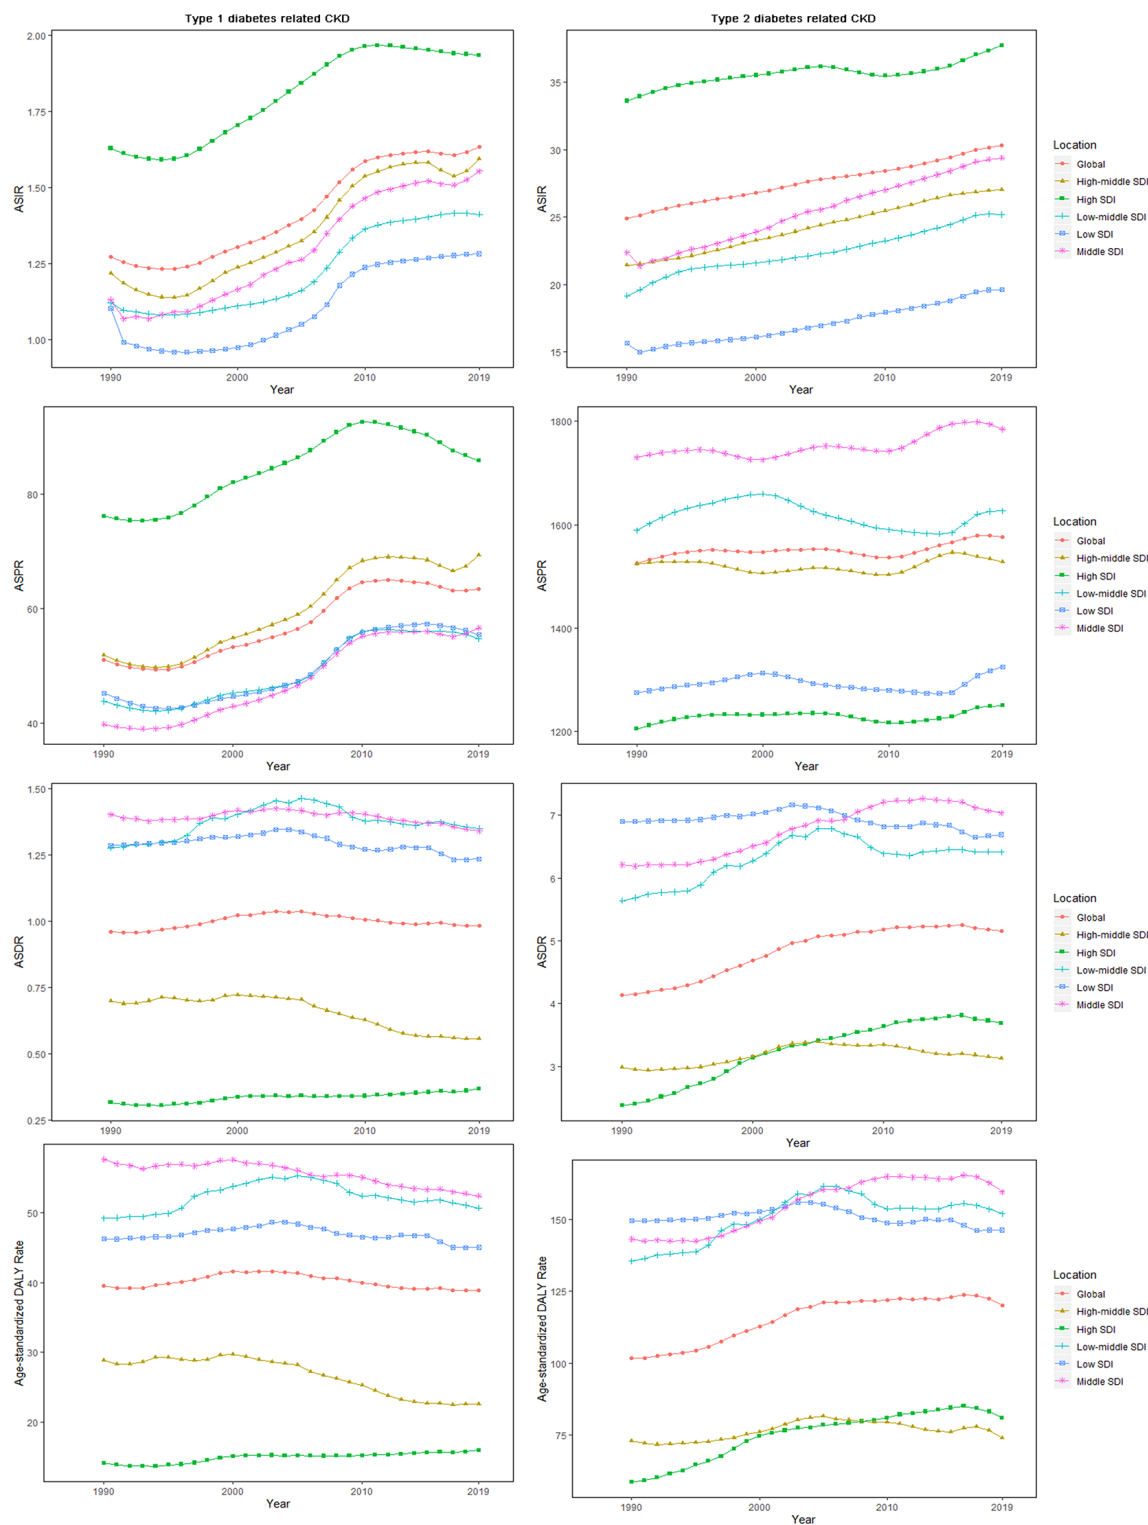 Type 1 diabetes related CKD
Type 2 diabetes related CKD
2.00
1.75
1.50
1.25
1.00
ASIR
1990
2000
2010
2019
Year
35
30
25
20
15
ASIR
1990
2000
2010
2019
Year
Location
Global
High-middle SDI
High SDI
Low-middle SDI
Low SDI
Middle SDI
80
60
40
ASPR
1990
2000
2010
2019
Year
1800
1600
1400
1200
ASPR
1990
2000
2010
2019
Year
Location
Global
High-middle SDI
High SDI
Low-middle SDI
Low SDI
Middle SDI
1.50
1.25
1.00
0.75
0.50
0.25
ASDR
1990
2000
2010
2019
Year
7
6
5
4
3
ASDR
1990
2000
2010
2019
Year
Location
Global
High-middle SDI
High SDI
Low-middle SDI
Low SDI
Middle SDI
50
40
30
20
Age-standardized DALY Rate
1990
2000
2010
2019
Year
150
125
100
75
Age-standardized DALY Rate
1990
2000
2010
2019
Year
Location
Global
High-middle SDI
High SDI
Low-middle SDI
Low SDI
Middle SDI